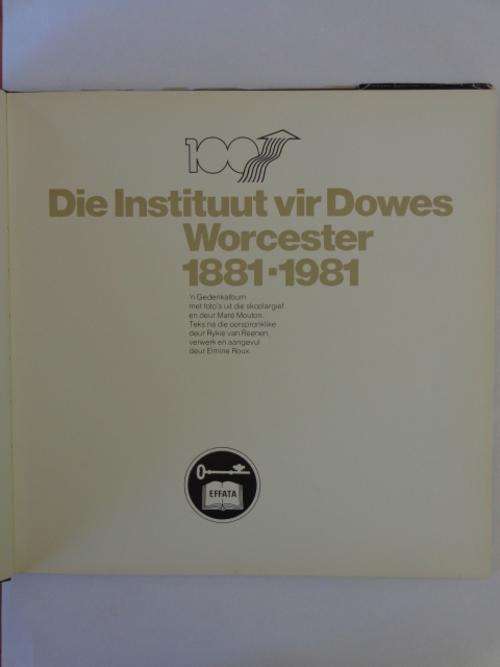 100
Die Instituut vir Dowes
Worcester
1881·1981
'n Gedenkalbum
met foto's uit die skoolargief
en deur Maré Mouton.
Teks na die oorspronklike
deur Rykie van Reenen,
verwerk en aangevul
deur Ermine Roux.
EFFATA